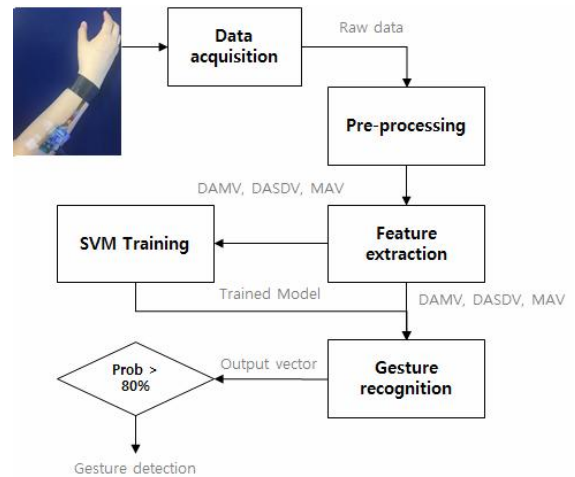 Data
acquisition
Raw data
Pre-processing
DAMV, DASDV, MAV
SVM Training
Feature
extraction
Trained Model
DAMV, DASDV, MAV
Prob >
80%
Output vector
Gesture
recognition
Gesture detection